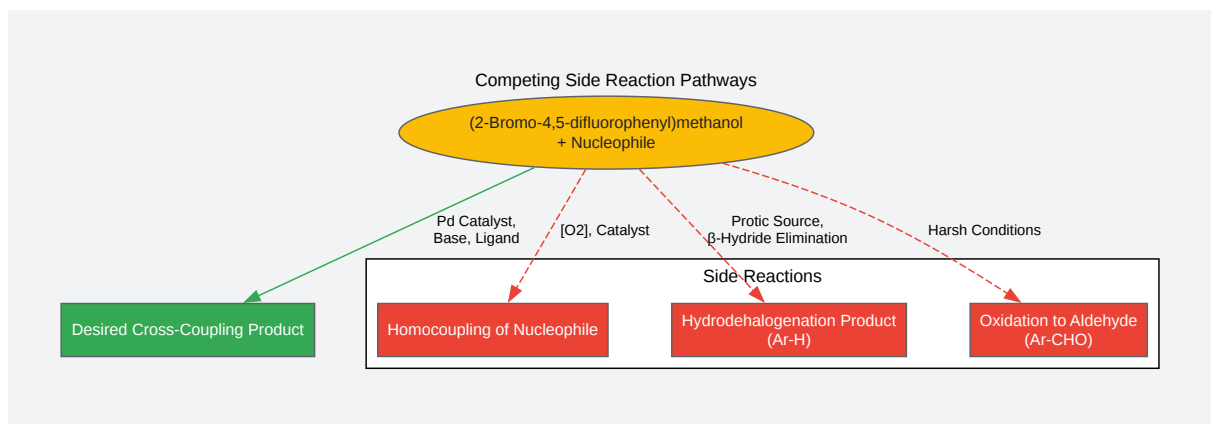 Competing Side Reaction Pathways
(2-Bromo-4,5-difluorophenyl)methanol
+ Nucleophile
Pd Catalyst,
Base, Ligand
[O2], Catalyst
Protic Source,
β-Hydride Elimination
Harsh Conditions
Side Reactions
Desired Cross-Coupling Product
Homocoupling of Nucleophile
Hydrodehalogenation Product
(Ar-H)
Oxidation to Aldehyde
(Ar-CHO)